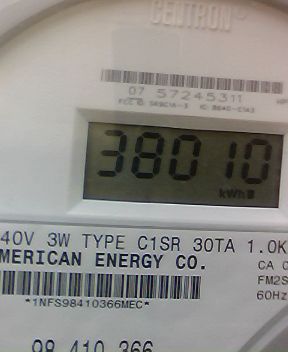 CENTRON
07 57245311
38010
kWh
40V 3W TYPE C1SR 30TA 1.0K
MERICAN ENERGY CO.
CA 0
FM2S
60Hz
*1NFS98410366MEC*
98 410 366